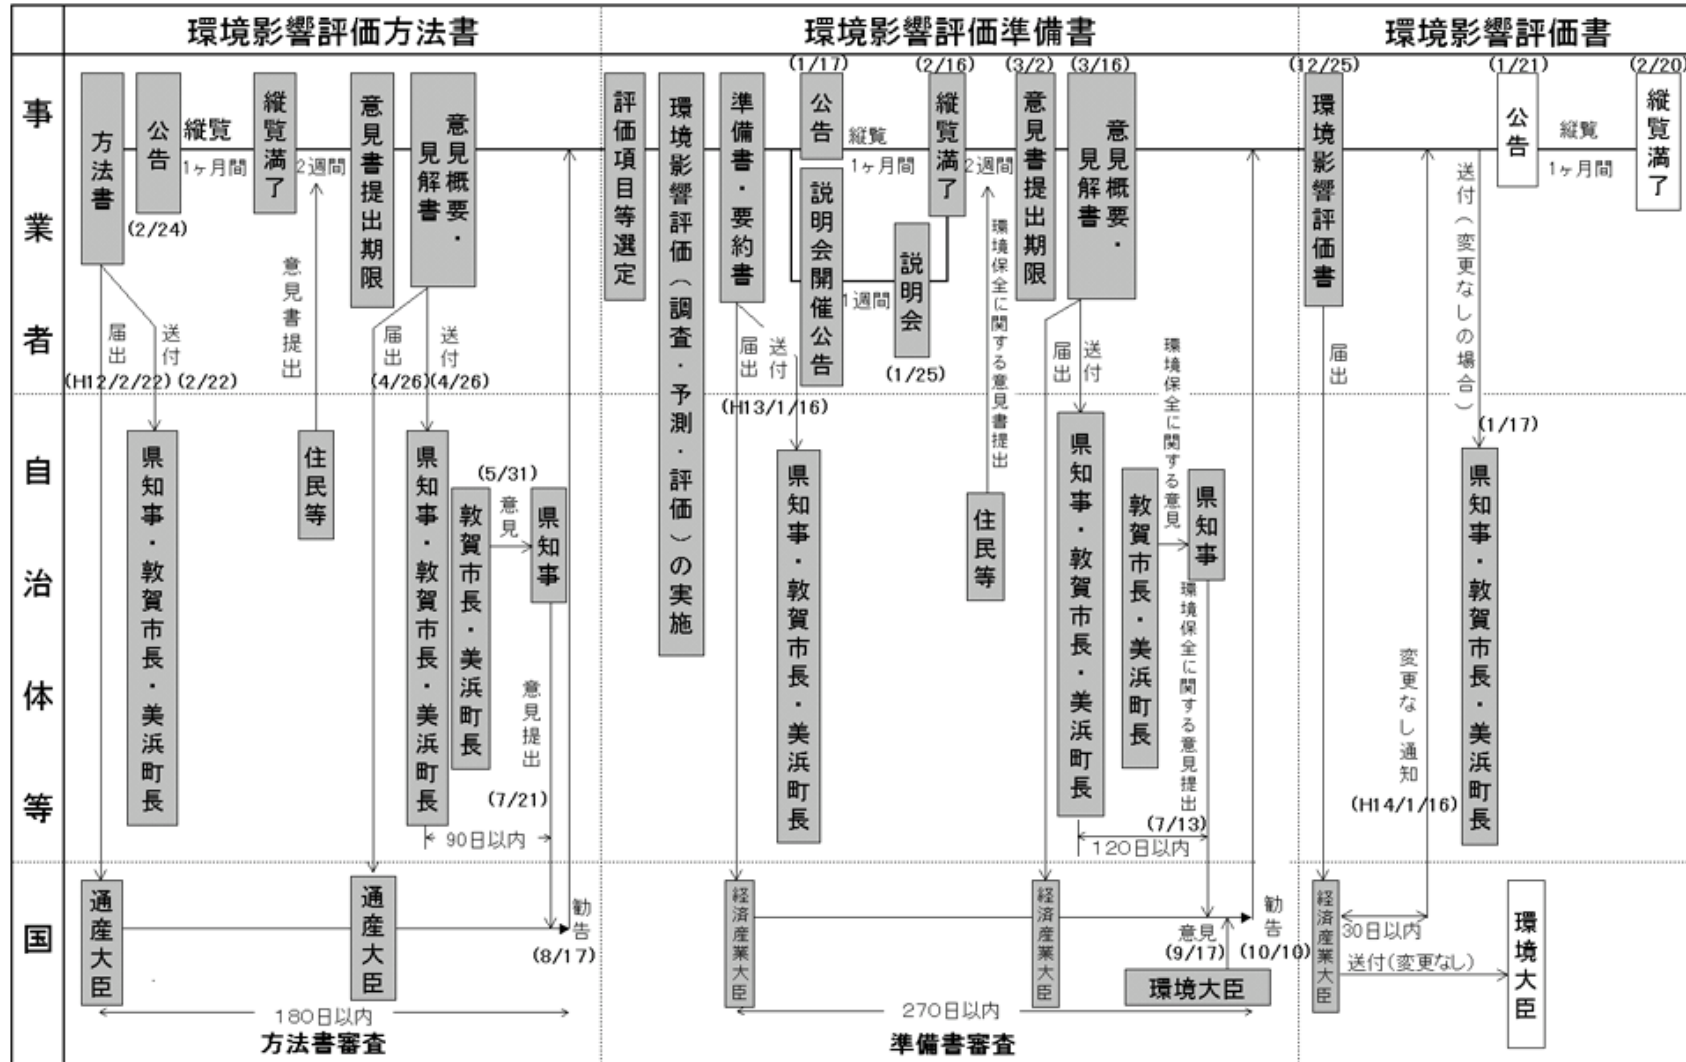 環境影響評価方法書
環境影響評価準備書
環境影響評価書
事業者
方法書
公告
(2/24)
縦覧
1ヶ月間
縦覧満了
2週間
意見書提出
意見書提出期限
意見概要・見解書
届出
送付
(H12/2/22)
(2/22)
届出
送付
(4/26)
(4/26)
評価項目等選定
環境影響評価(調査・予測・評価)の実施
準備書・要約書
届出
送付
(H13/1/16)
(1/17)
公告
縦覧
1ヶ月間
説明会開催公告
1週間
説明会
(1/25)
(2/16)
縦覧満了
2週間
環境保全に関する意見書提出
(3/2)
意見書提出期限
(3/16)
意見概要・見解書
届出
送付
環境保全に関する意見
(12/25)
環境影響評価書
届出
送付(変更なしの場合)
(1/17)
(1/21)
公告
縦覧
1ヶ月間
(2/20)
縦覧満了
自治体等
県知事・敦賀市長・美浜町長
住民等
県知事・敦賀市長・美浜町長
敦賀市長・美浜町長
(5/31)
意見
県知事
意見提出
(7/21)
90日以内
県知事・敦賀市長・美浜町長
住民等
県知事・敦賀市長・美浜町長
敦賀市長・美浜町長
県知事
環境保全に関する意見提出
(7/13)
120日以内
変更なし通知
(H14/1/16)
県知事・敦賀市長・美浜町長
国
通産大臣
通産大臣
勧告
(8/17)
180日以内
方法書審査
経済産業大臣
経済産業大臣
意見
(9/17)
環境大臣
勧告
(10/10)
270日以内
準備書審査
経済産業大臣
30日以内
送付(変更なし)
環境大臣